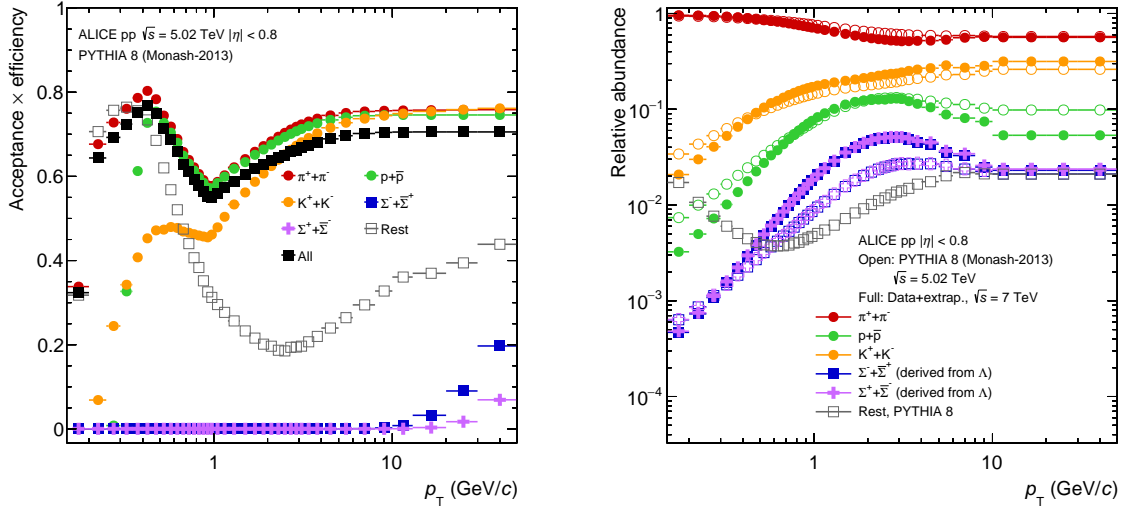 ALICE pp √s = 5.02 TeV |η| < 0.8
PYTHIA 8 (Monash-2013)
Acceptance × efficiency
0.8
0.6
0.4
0.2
0
π⁺+π⁻
p+p̅
K⁺+K⁻
Σ⁻+Σ̅⁺
Σ⁺+Σ̅⁻
Rest
All
1
10
p_T (GeV/c)
Relative abundance
1
10⁻¹
10⁻²
10⁻³
10⁻⁴
ALICE pp |η| < 0.8
Open: PYTHIA 8 (Monash-2013)
√s = 5.02 TeV
Full: Data+extrap., √s = 7 TeV
π⁺+π⁻
p+p̅
K⁺+K⁻
Σ⁻+Σ̅⁺ (derived from Λ)
Σ⁺+Σ̅⁻ (derived from Λ)
Rest, PYTHIA 8
1
10
p_T (GeV/c)